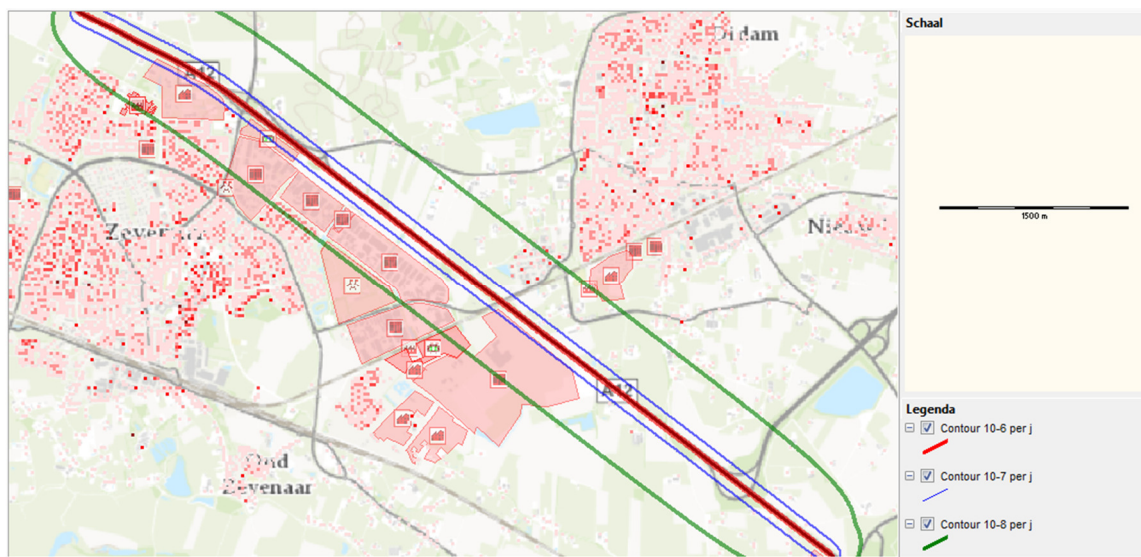 Didam
A12
Nieuw
A12
Oud
Zevenaar
Schaal
1500 m
Legenda
Contour 10-6 per j
Contour 10-7 per j
Contour 10-8 per j